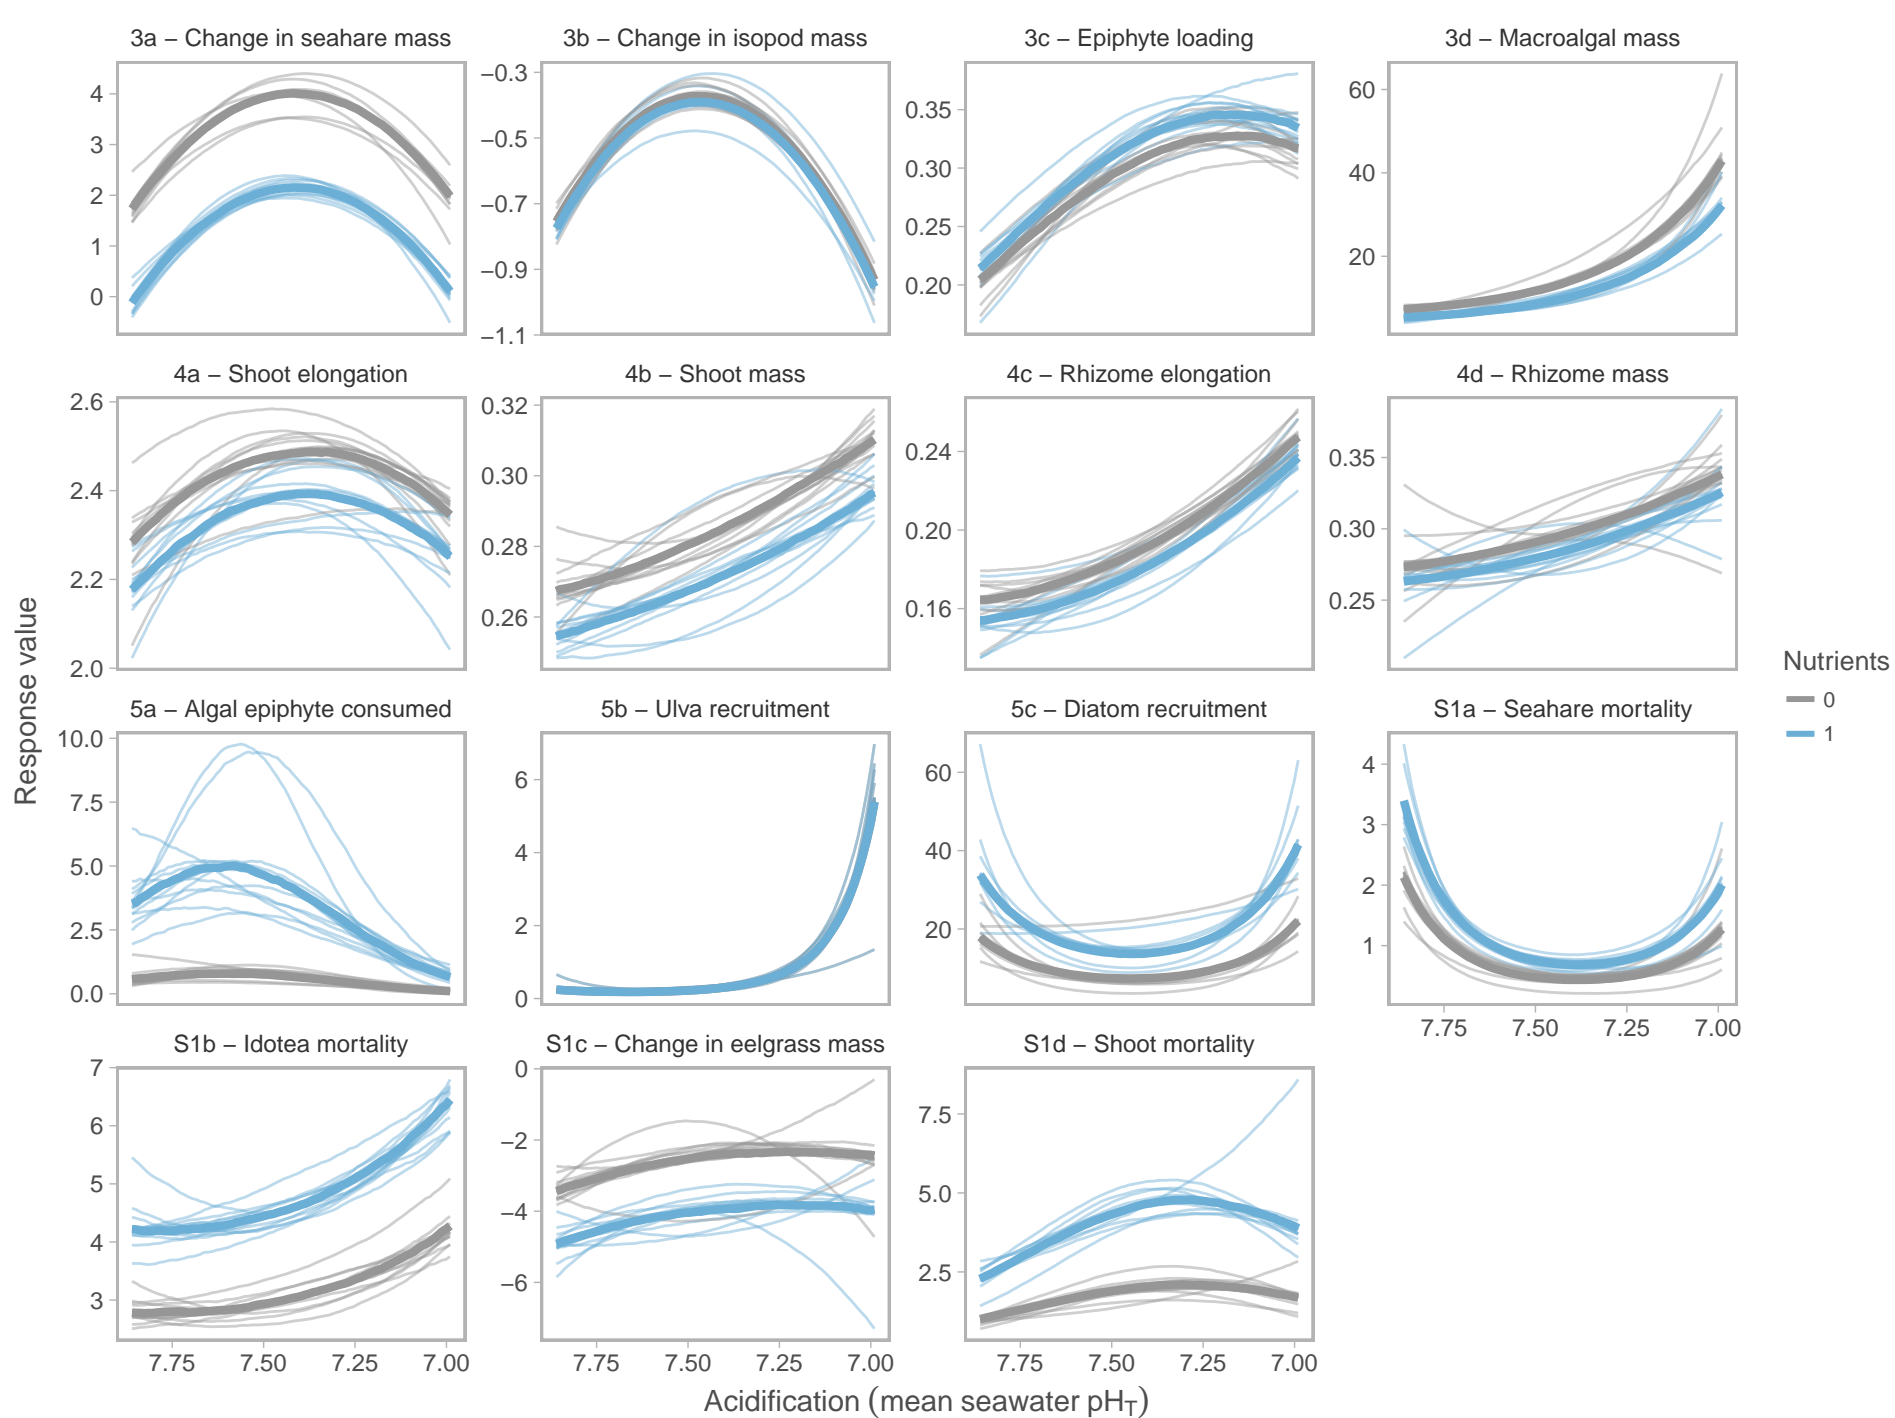 3a – Change in seahare mass
3b – Change in isopod mass
3c – Epiphyte loading
3d – Macroalgal mass
4
3
2
1
0
−0.3
−0.5
−0.7
−0.9
−1.1
0.35
0.30
0.25
0.20
60
40
20
4a – Shoot elongation
4b – Shoot mass
4c – Rhizome elongation
4d – Rhizome mass
2.6
2.4
2.2
2.0
0.32
0.30
0.28
0.26
0.24
0.20
0.16
0.35
0.30
0.25
5a – Algal epiphyte consumed
5b – Ulva recruitment
5c – Diatom recruitment
S1a – Seahare mortality
10.0
7.5
5.0
2.5
0.0
6
4
2
0
60
40
20
4
3
2
1
7.75 7.50 7.25 7.00
S1b – Idotea mortality
S1c – Change in eelgrass mass
S1d – Shoot mortality
7
6
5
4
3
0
−2
−4
−6
7.5
5.0
2.5
7.75 7.50 7.25 7.00
7.75 7.50 7.25 7.00
7.75 7.50 7.25 7.00
Response value
Acidification (mean seawater pHT)
Nutrients
0
1